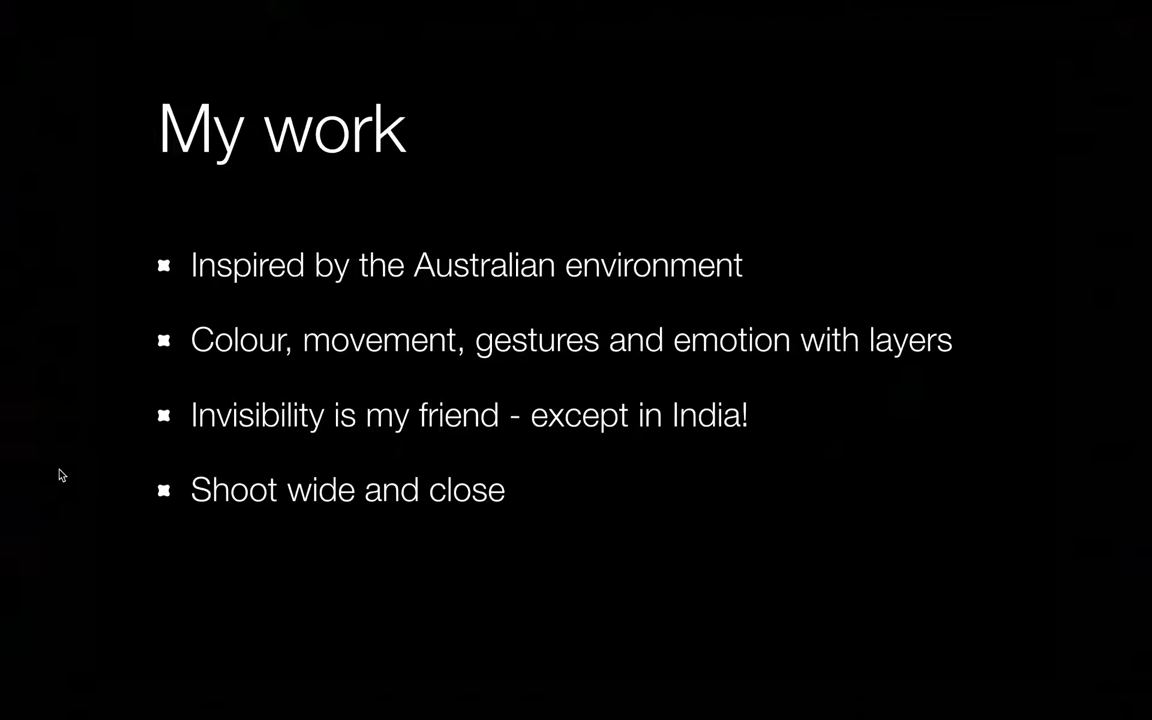 My work
Inspired by the Australian environment
Colour, movement, gestures and emotion with layers
Invisibility is my friend - except in India!
Shoot wide and close